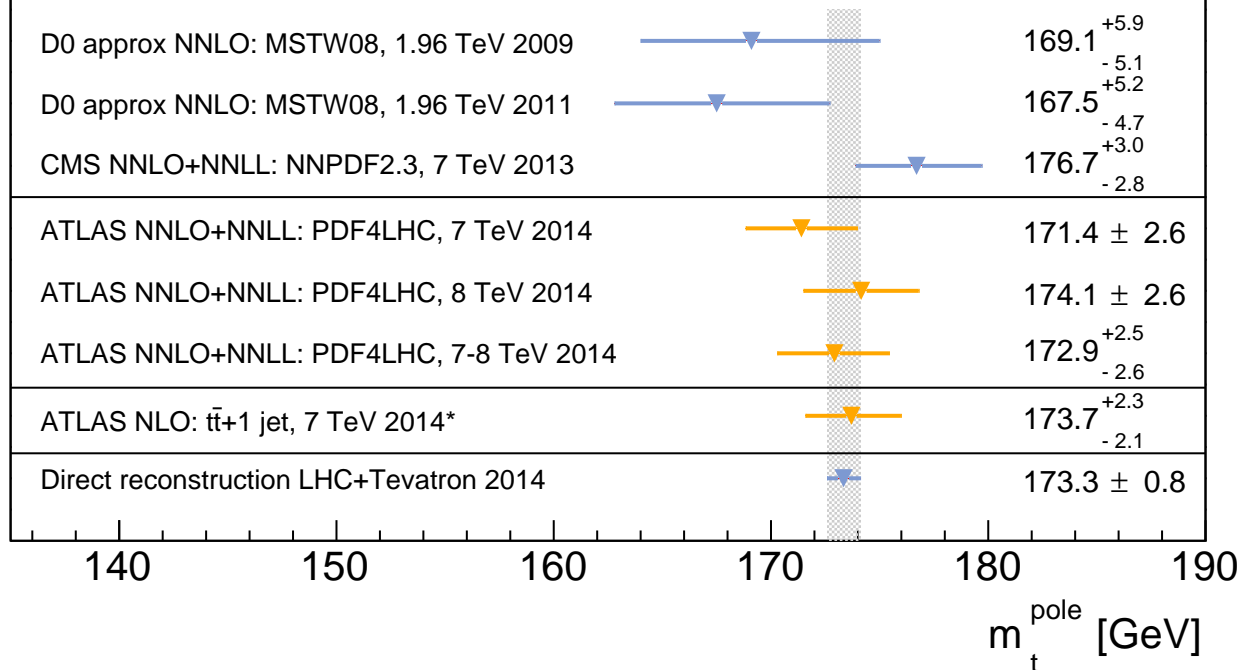 D0 approx NNLO: MSTW08, 1.96 TeV 2009 169.1 +5.9 - 5.1
D0 approx NNLO: MSTW08, 1.96 TeV 2011 167.5 +5.2 - 4.7
CMS NNLO+NNLL: NNPDF2.3, 7 TeV 2013 176.7 +3.0 - 2.8
ATLAS NNLO+NNLL: PDF4LHC, 7 TeV 2014 171.4 ± 2.6
ATLAS NNLO+NNLL: PDF4LHC, 8 TeV 2014 174.1 ± 2.6
ATLAS NNLO+NNLL: PDF4LHC, 7-8 TeV 2014 172.9 +2.5 - 2.6
ATLAS NLO: tt̄+1 jet, 7 TeV 2014* 173.7 +2.3 - 2.1
Direct reconstruction LHC+Tevatron 2014 173.3 ± 0.8
140 150 160 170 180 190
m t pole [GeV]